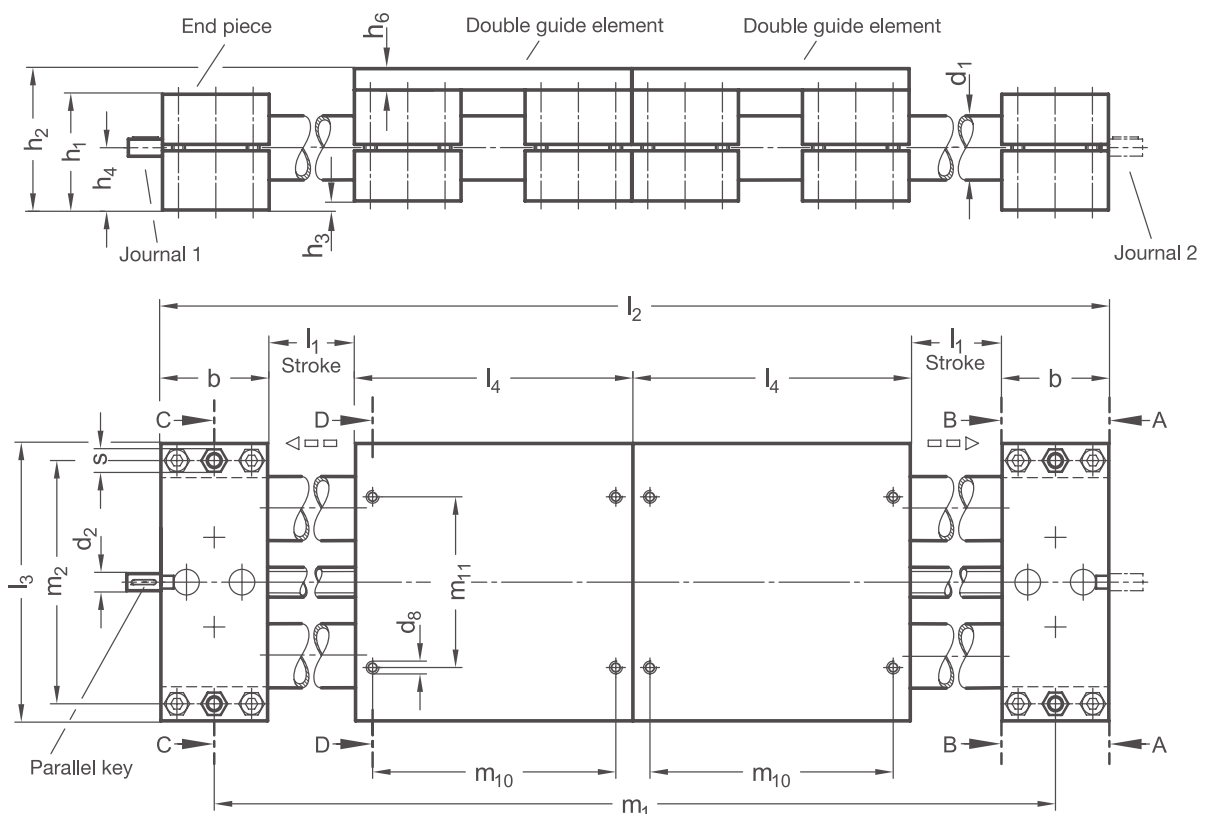 End piece
Double guide element
Double guide element
h6
d1
h2
h1
h4
h3
Journal 1
Journal 2
l2
l1
l1
Stroke
Stroke
b
l4
l4
b
C
D
B
A
s
d2
l3
m2
m11
d8
C
D
B
A
Parallel key
m10
m10
m1